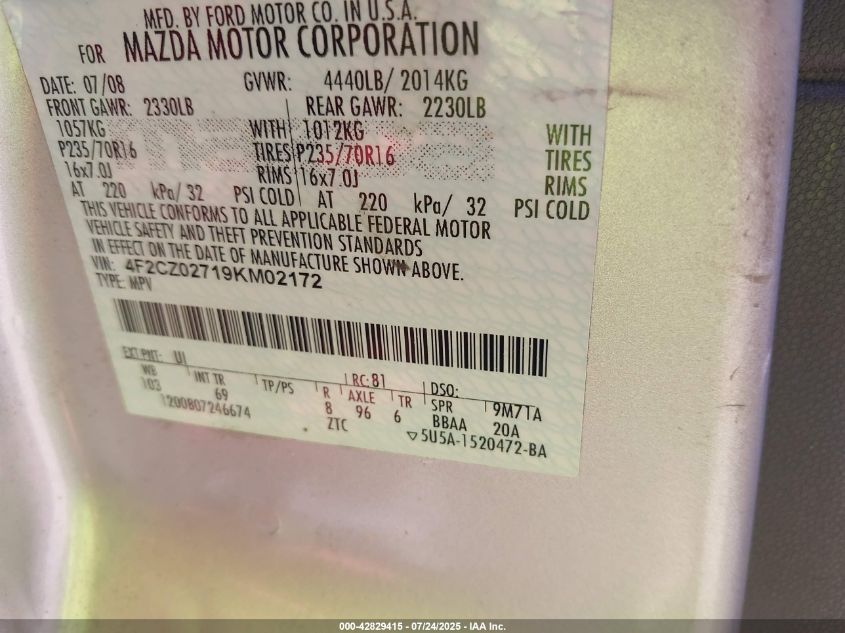 MFD. BY FORD MOTOR CO. IN U.S.A.
FOR MAZDA MOTOR CORPORATION
DATE: 07/08 GVWR: 4440LB/ 2014KG
FRONT GAWR: 2330LB REAR GAWR: 2230LB
1057KG WITH 1012KG WITH
P235/70R16 TIRES P235/70R16 TIRES
16x7.0J RIMS 16x7.0J RIMS
AT 220 kPa/ 32 PSI COLD AT 220 kPa/ 32 PSI COLD
THIS VEHICLE CONFORMS TO ALL APPLICABLE FEDERAL MOTOR
VEHICLE SAFETY AND THEFT PREVENTION STANDARDS
IN EFFECT ON THE DATE OF MANUFACTURE SHOWN ABOVE.
VIN: 4F2CZ02719KM02172
TYPE: MPV
EXT PNT: UI RC: 81 DSO:
WB INT TR TP/PS R AXLE TR SPR 9M71A
103 69 8 96 6 BBAA 20A
1200807246674 ZTC ▽5U5A-1520472-BA
000-42829415 - 07/24/2025 - IAA Inc.